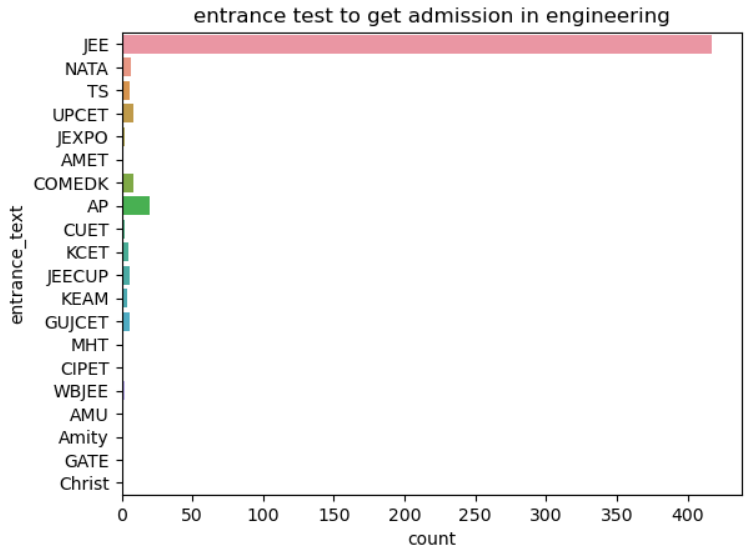 entrance test to get admission in engineering
JEE
NATA
TS
UPCET
JEXPO
AMET
COMEDK
AP
CUET
KCET
JEECUP
KEAM
GUJCET
MHT
CIPET
WBJEE
AMU
Amity
GATE
Christ
entrance_text
0 50 100 150 200 250 300 350 400
count